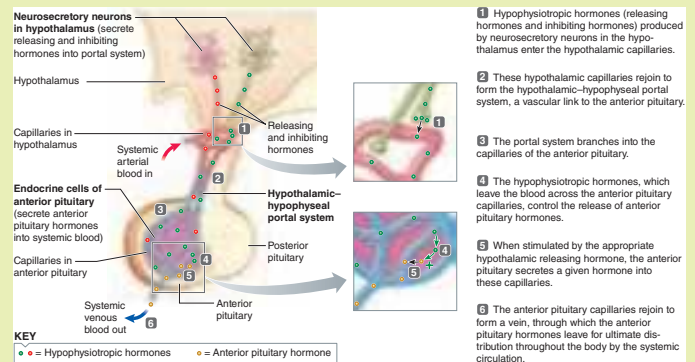 Neurosecretory neurons
in hypothalamus (secrete
releasing and inhibiting
hormones into portal system)
Hypothalamus
Capillaries in
hypothalamus
Systemic
arterial
blood in
Releasing
and inhibiting
hormones
1
2
Endocrine cells of
anterior pituitary
(secrete anterior
pituitary hormones
into systemic blood)
Hypothalamic–
hypophyseal
portal system
3
Capillaries in
anterior pituitary
Posterior
pituitary
4
5
Systemic
venous
blood out
6
Anterior
pituitary
1
4
5
KEY
= Hypophysiotropic hormones
= Anterior pituitary hormone
1 Hypophysiotropic hormones (releasing
hormones and inhibiting hormones) produced
by neurosecretory neurons in the hypo-
thalamus enter the hypothalamic capillaries.
2 These hypothalamic capillaries rejoin to
form the hypothalamic–hypophyseal portal
system, a vascular link to the anterior pituitary.
3 The portal system branches into the
capillaries of the anterior pituitary.
4 The hypophysiotropic hormones, which
leave the blood across the anterior pituitary
capillaries, control the release of anterior
pituitary hormones.
5 When stimulated by the appropriate
hypothalamic releasing hormone, the anterior
pituitary secretes a given hormone into
these capillaries.
6 The anterior pituitary capillaries rejoin to
form a vein, through which the anterior
pituitary hormones leave for ultimate dis-
tribution throughout the body by the systemic
circulation.